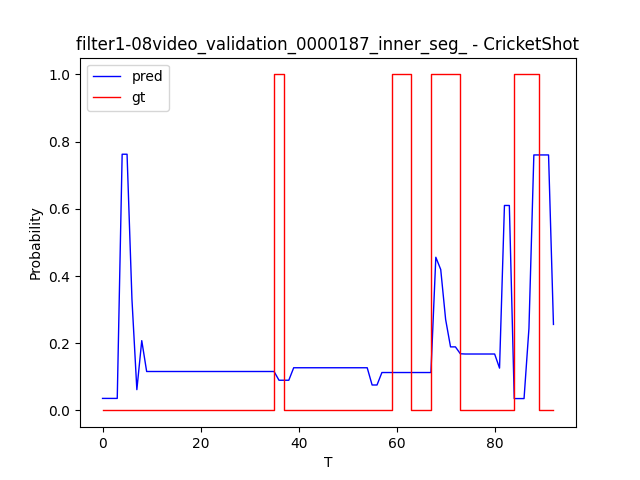 filter1-08video_validation_0000187_inner_seg_ - CricketShot
pred
gt
1.0
0.8
0.6
0.4
0.2
0.0
Probability
0
20
40
60
80
T